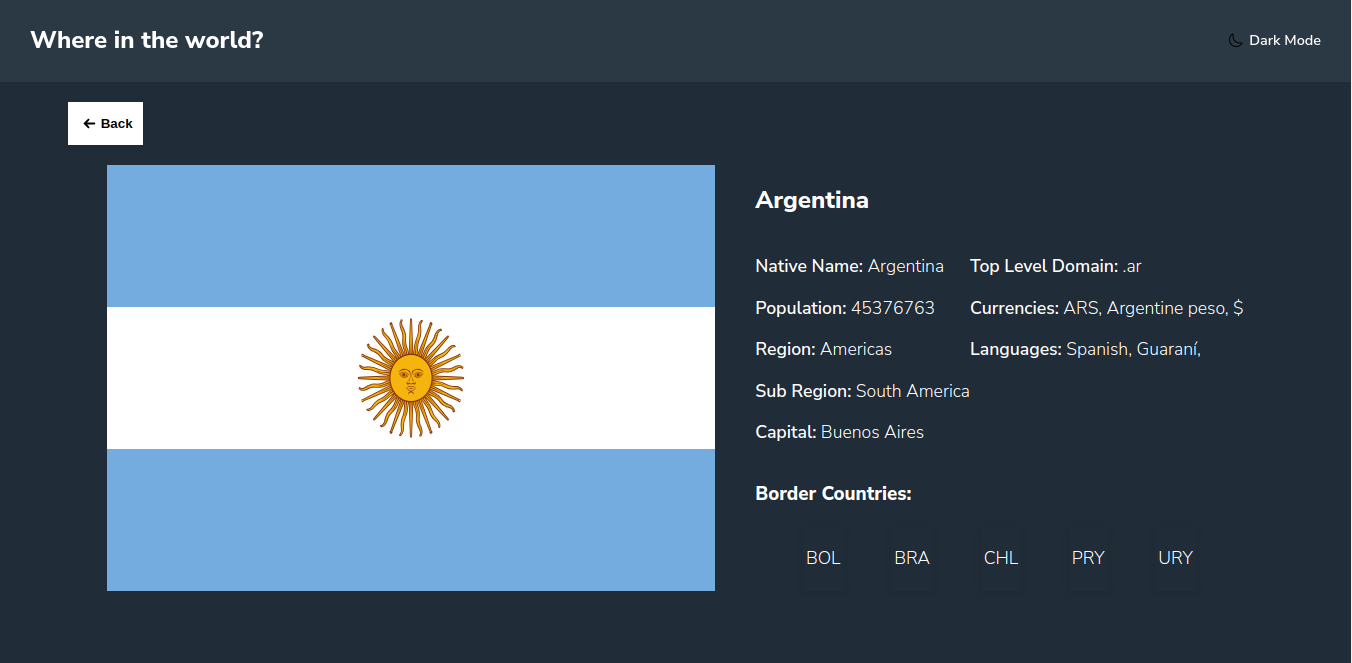 Where in the world?
Dark Mode
Back
Argentina
Native Name: Argentina
Population: 45376763
Region: Americas
Sub Region: South America
Capital: Buenos Aires
Top Level Domain: .ar
Currencies: ARS, Argentine peso, $
Languages: Spanish, Guaraní,
Border Countries:
BOL BRA CHL PRY URY